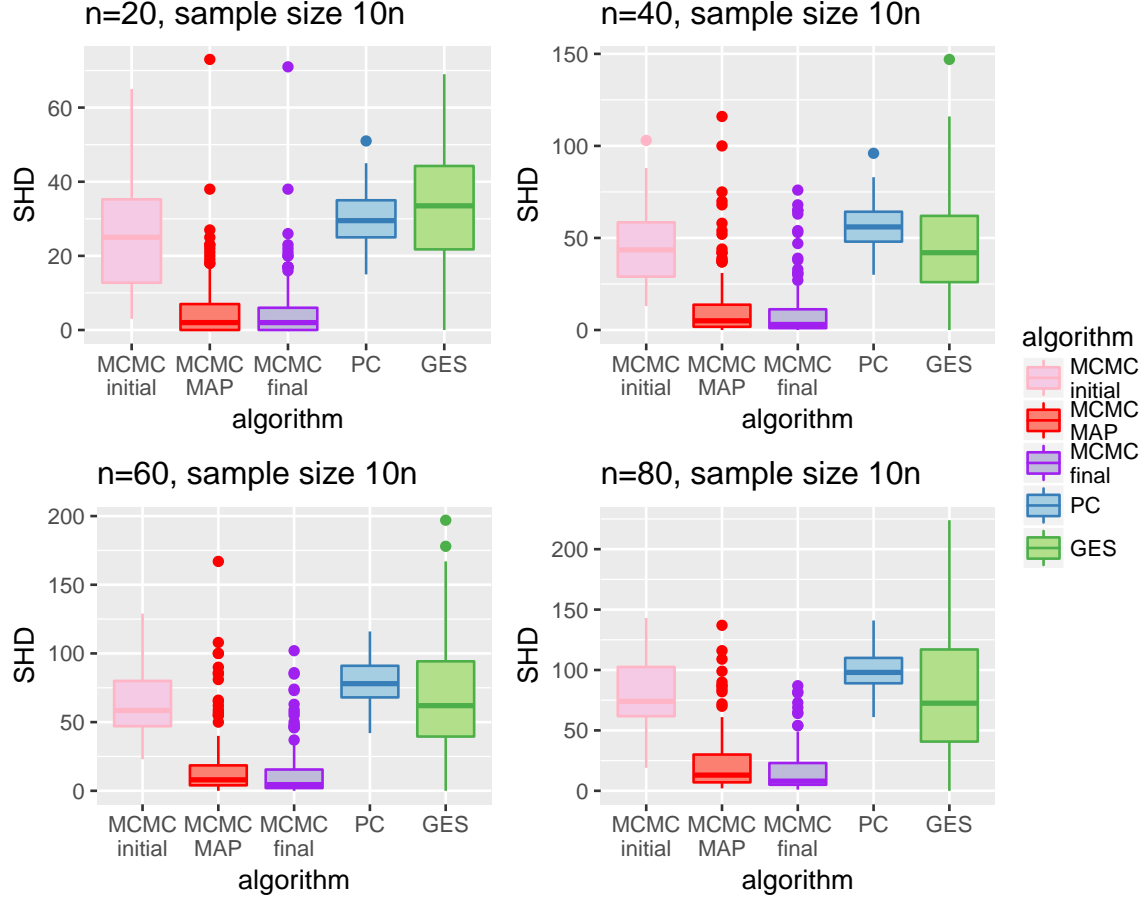 n=20, sample size 10n
SHD
60
40
20
0
MCMC initial
MCMC MAP
MCMC final
PC
GES
algorithm
n=40, sample size 10n
SHD
150
100
50
0
MCMC initial
MCMC MAP
MCMC final
PC
GES
algorithm
n=60, sample size 10n
SHD
200
150
100
50
0
MCMC initial
MCMC MAP
MCMC final
PC
GES
algorithm
n=80, sample size 10n
SHD
200
150
100
50
0
MCMC initial
MCMC MAP
MCMC final
PC
GES
algorithm
algorithm
MCMC
initial
MCMC
MAP
MCMC
final
PC
GES